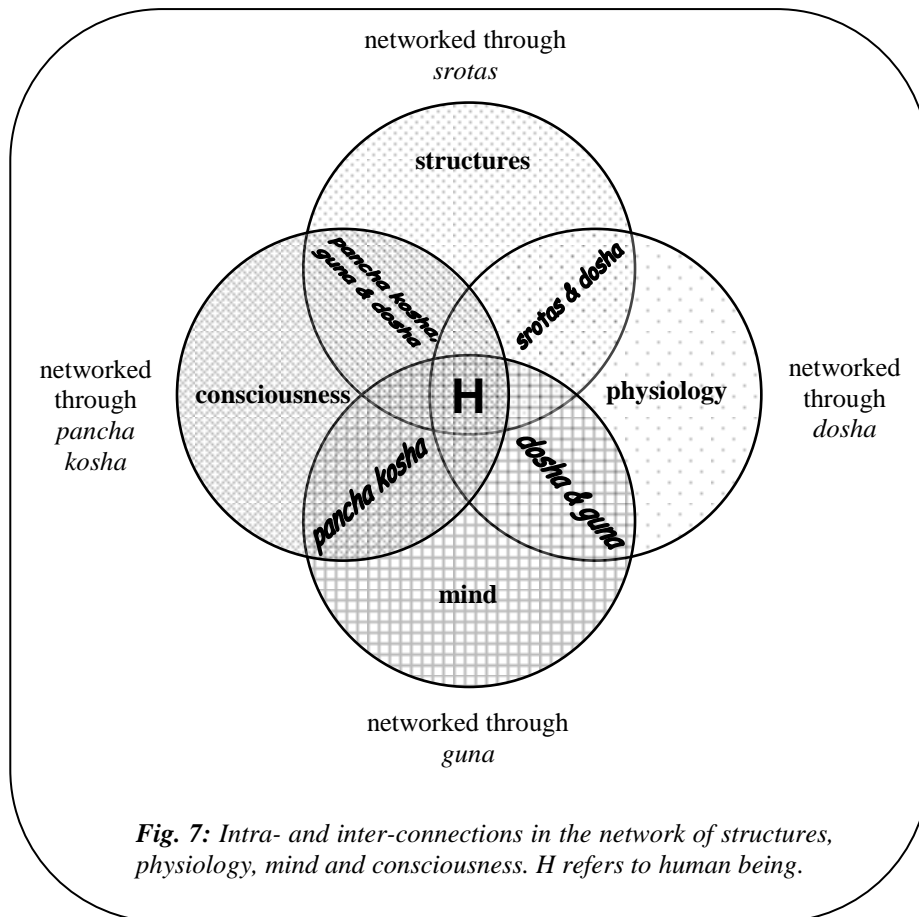 networked through
srotas
structures
pancha kosha,
guna & dosha
srotas & dosha
networked
through
pancha
kosha
consciousness
H
physiology
networked
through
dosha
pancha kosha
dosha & guna
mind
networked through
guna
Fig. 7: Intra- and inter-connections in the network of structures,
physiology, mind and consciousness. H refers to human being.